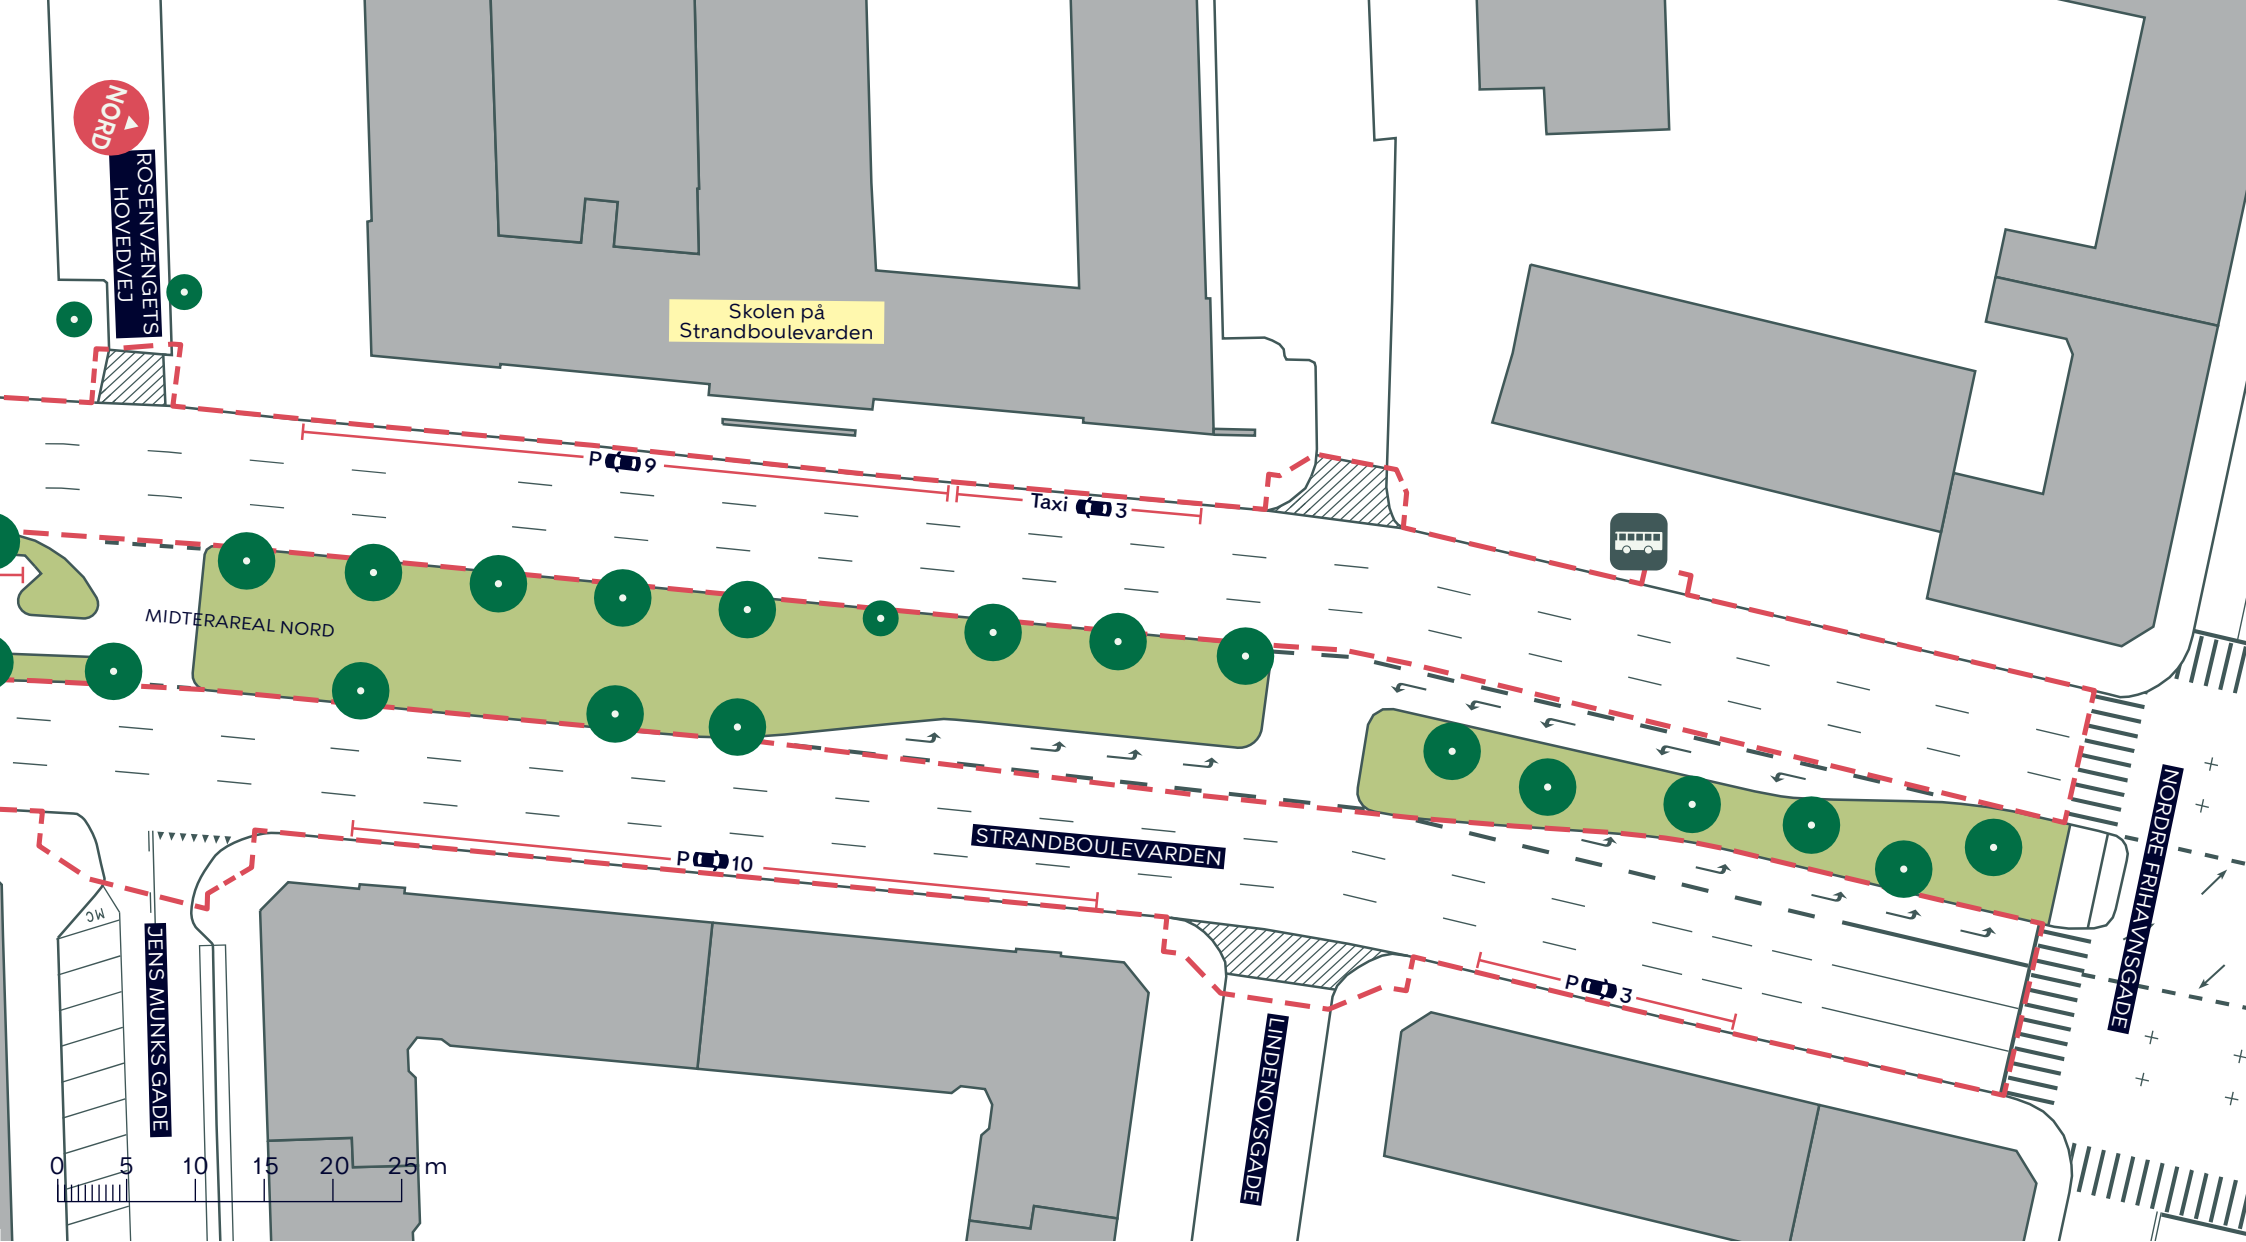 NORD
ROSENVÆNGETS
HOVEDVEJ
Skolen på
Strandboulevarden
P 9
Taxi 3
MIDTERAREAL NORD
STRANDBOULEVARDEN
P 10
P 3
NORDRE FRIHAVNSGADE
MC
JENS MUNKS GADE
LINDENOVSGADE
0 5 10 15 20 25 m